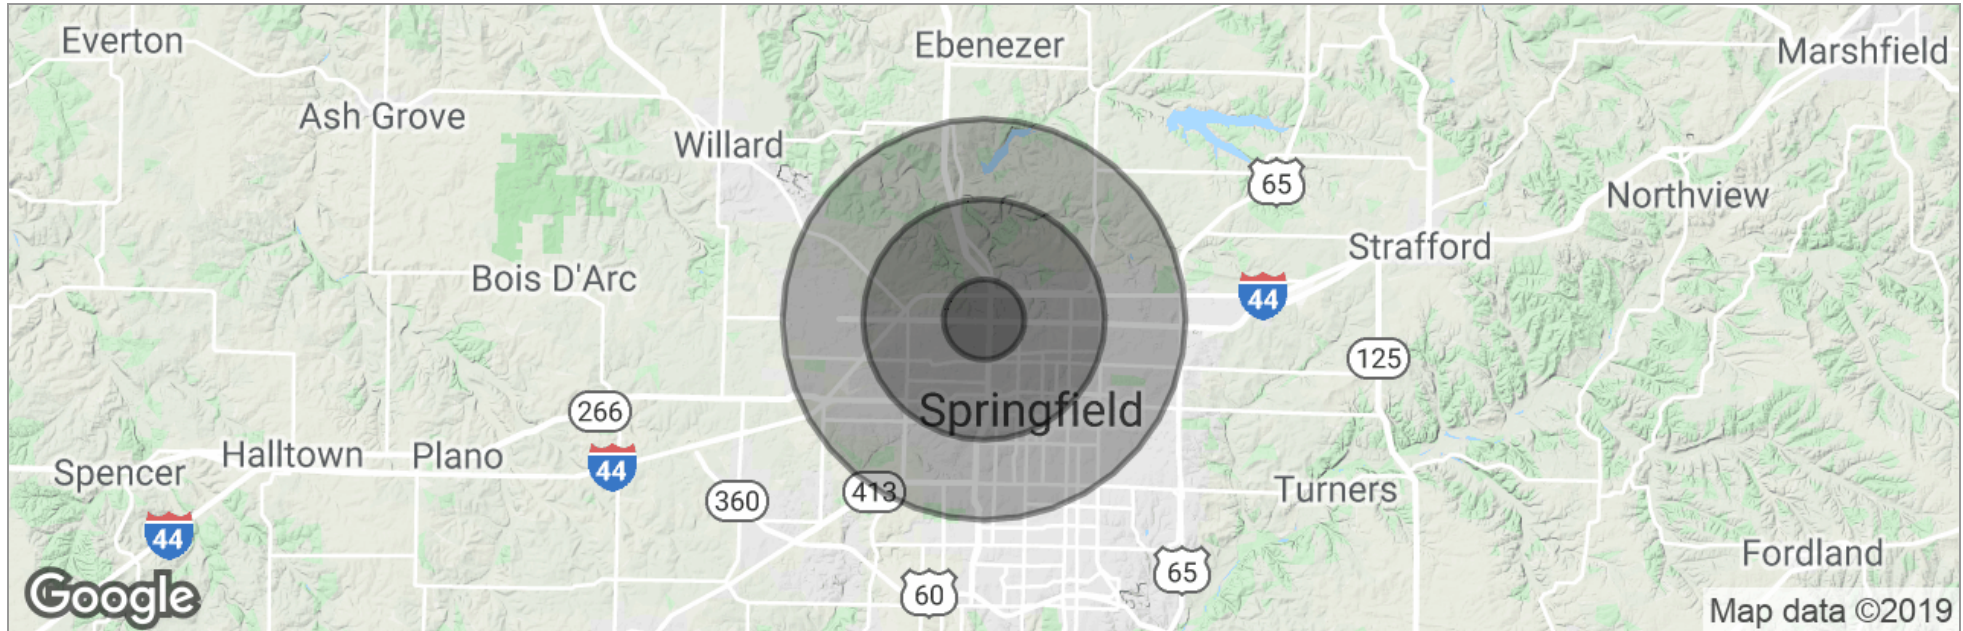 Everton
Ebenezer
Marshfield
Ash Grove
Willard
65
Northview
Strafford
Bois D'Arc
44
125
266
Springfield
Spencer
Halltown
Plano
44
360
413
Turners
44
65
60
Fordland
Google
Map data ©2019